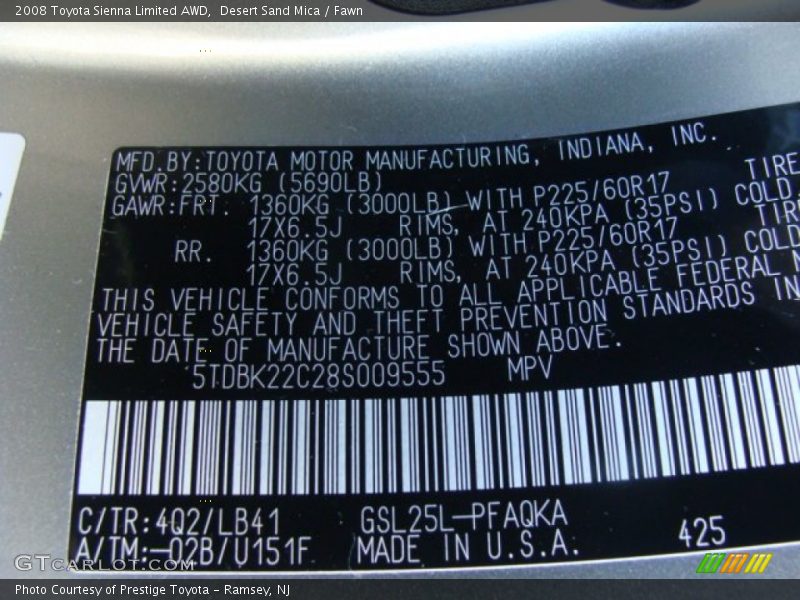 2008 Toyota Sienna Limited AWD,  Desert Sand Mica / Fawn
MFD.BY:TOYOTA MOTOR MANUFACTURING, INDIANA, INC.
GVWR:2580KG (5690LB)
GAWR:FRT. 1360KG (3000LB) WITH P225/60R17 TIRE
17X6.5J RIMS, AT 240KPA (35PSI) COLD.
RR. 1360KG (3000LB) WITH P225/60R17 TIRE
17X6.5J RIMS, AT 240KPA (35PSI) COLD
THIS VEHICLE CONFORMS TO ALL APPLICABLE FEDERAL
VEHICLE SAFETY AND THEFT PREVENTION STANDARDS IN
THE DATE OF MANUFACTURE SHOWN ABOVE.
5TDBK22C28S009555 MPV
C/TR:4Q2/LB41 GSL25L-PFAQKA
A/TM:-02B/U151F MADE IN U.S.A. 425
GTCARLOT.COM
Photo Courtesy of Prestige Toyota - Ramsey, NJ